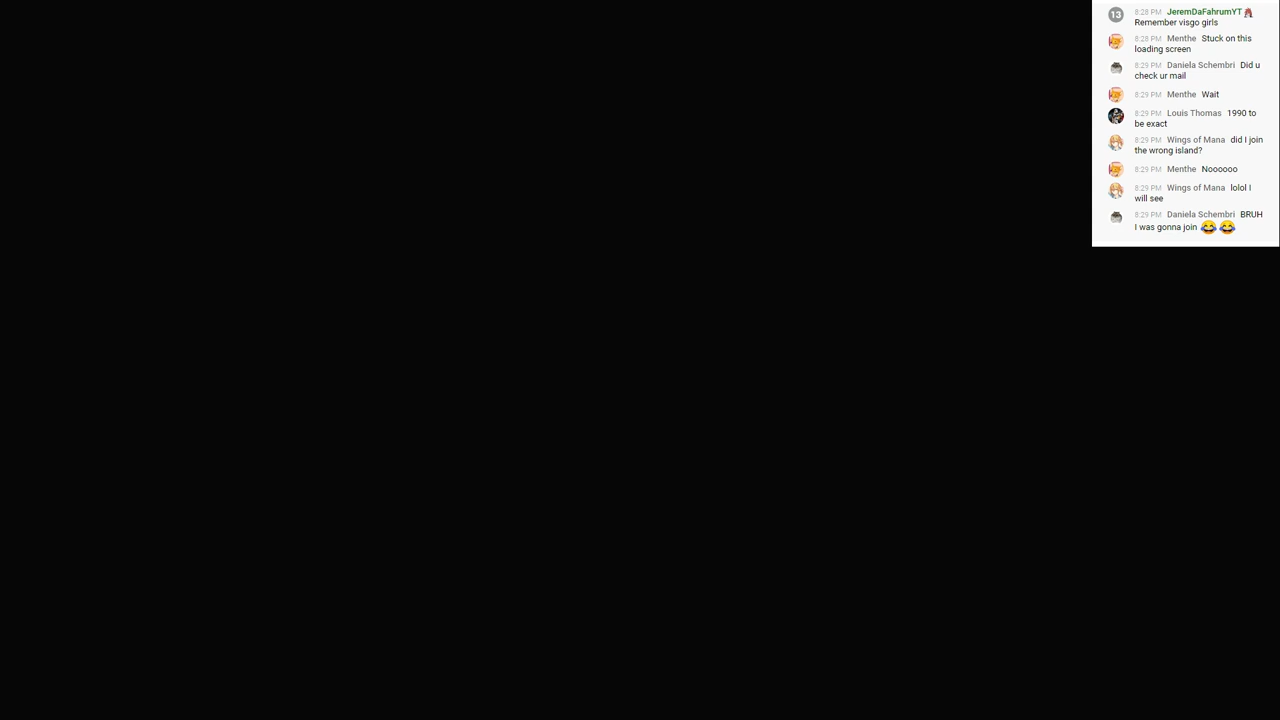 13
8:28 PM JeremDaFahrumYT
Remember visgo girls
8:28 PM Menthe Stuck on this
loading screen
8:29 PM Daniela Schembri Did u
check ur mail
8:29 PM Menthe Wait
8:29 PM Louis Thomas 1990 to
be exact
8:29 PM Wings of Mana did I join
the wrong island?
8:29 PM Menthe Noooooo
8:29 PM Wings of Mana lolol I
will see
8:29 PM Daniela Schembri BRUH
I was gonna join 😂😂